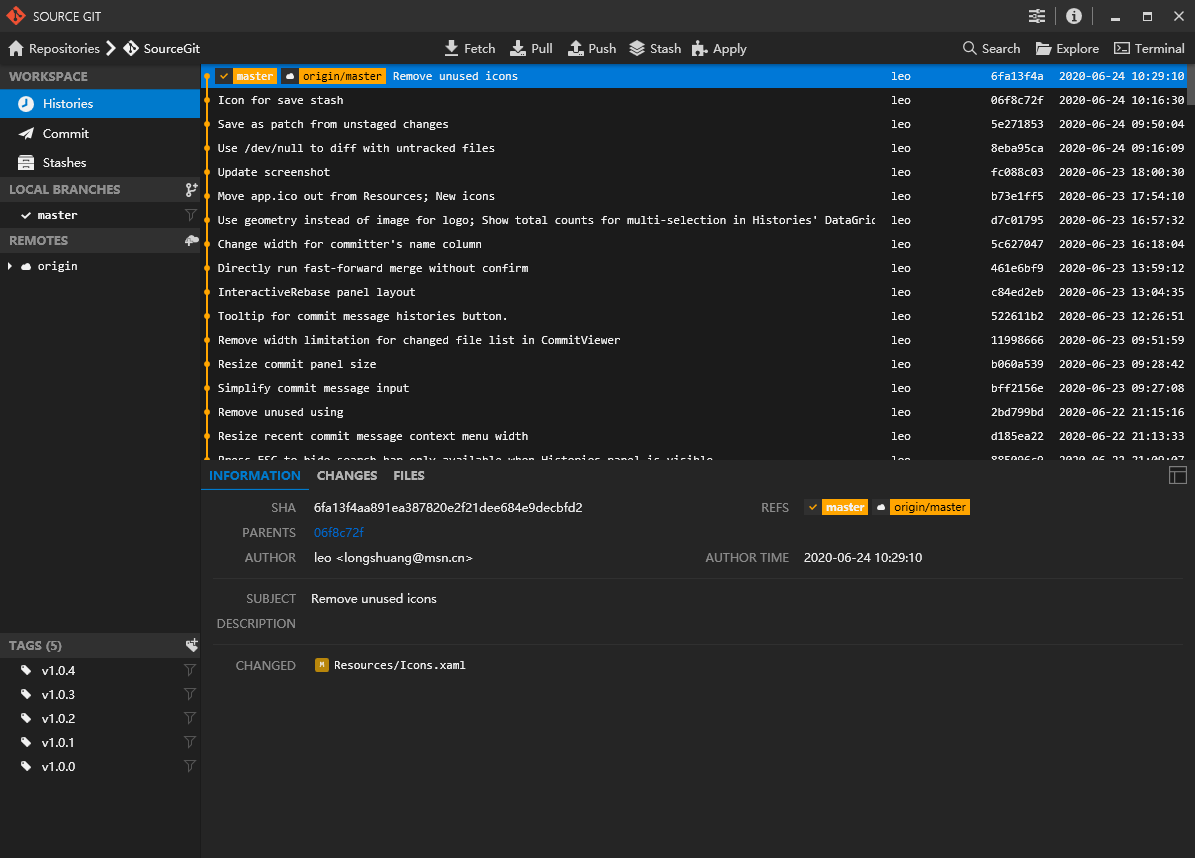 SOURCE GIT
Repositories SourceGit Fetch Pull Push Stash Apply Search Explore Terminal
WORKSPACE
Histories
Commit
Stashes
LOCAL BRANCHES
master
REMOTES
origin
TAGS (5)
v1.0.4
v1.0.3
v1.0.2
v1.0.1
v1.0.0
master origin/master Remove unused icons leo 6fa13f4a 2020-06-24 10:29:10
Icon for save stash leo 06f8c72f 2020-06-24 10:16:30
Save as patch from unstaged changes leo 5e271853 2020-06-24 09:50:04
Use /dev/null to diff with untracked files leo 8eba95ca 2020-06-24 09:16:09
Update screenshot leo fc088c03 2020-06-23 18:00:30
Move app.ico out from Resources; New icons leo b73e1ff5 2020-06-23 17:54:10
Use geometry instead of image for logo; Show total counts for multi-selection in Histories' DataGric leo d7c01795 2020-06-23 16:57:32
Change width for committer's name column leo 5c627047 2020-06-23 16:18:04
Directly run fast-forward merge without confirm leo 461e6bf9 2020-06-23 13:59:12
InteractiveRebase panel layout leo c84ed2eb 2020-06-23 13:04:35
Tooltip for commit message histories button. leo 522611b2 2020-06-23 12:26:51
Remove width limitation for changed file list in CommitViewer leo 11998666 2020-06-23 09:51:59
Resize commit panel size leo b060a539 2020-06-23 09:28:42
Simplify commit message input leo bff2156e 2020-06-23 09:27:08
Remove unused using leo 2bd799bd 2020-06-22 21:15:16
Resize recent commit message context menu width leo d185ea22 2020-06-22 21:13:33
Press ESC to hide search bar only available when Histories panel is visible leo
INFORMATION CHANGES FILES
SHA 6fa13f4aa891ea387820e2f21dee684e9decbfd2 REFS master origin/master
PARENTS 06f8c72f
AUTHOR leo <longshuang@msn.cn> AUTHOR TIME 2020-06-24 10:29:10
SUBJECT Remove unused icons
DESCRIPTION
CHANGED M Resources/Icons.xaml